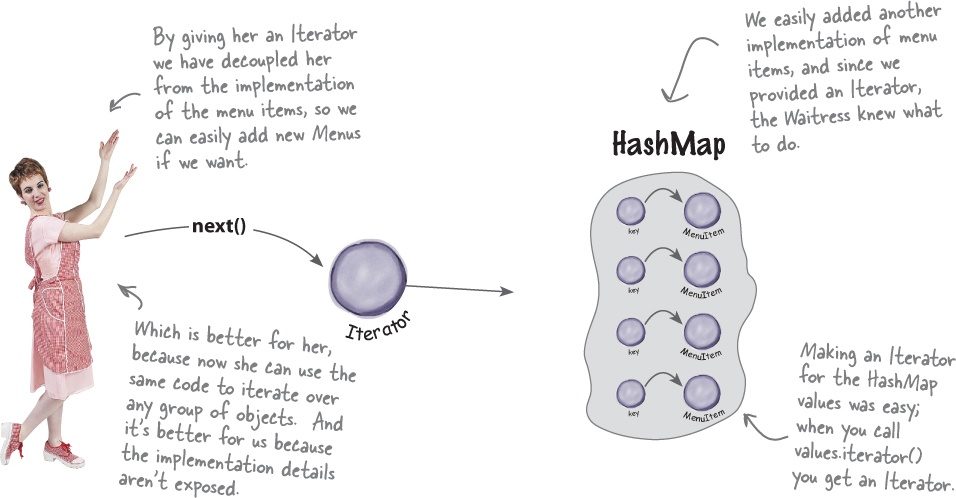 By giving her an Iterator
we have decoupled her
from the implementation
of the menu items, so we
can easily add new Menus
if we want.
We easily added another
implementation of menu
items, and since we
provided an Iterator,
the Waitress knew what
to do.
HashMap
key
MenuItem
next()
key
MenuItem
Iterator
key
MenuItem
key
MenuItem
Which is better for her,
because now she can use the
same code to iterate over
any group of objects. And
it's better for us because
the implementation details
aren't exposed.
Making an Iterator
for the HashMap
values was easy;
when you call
values.iterator()
you get an Iterator.